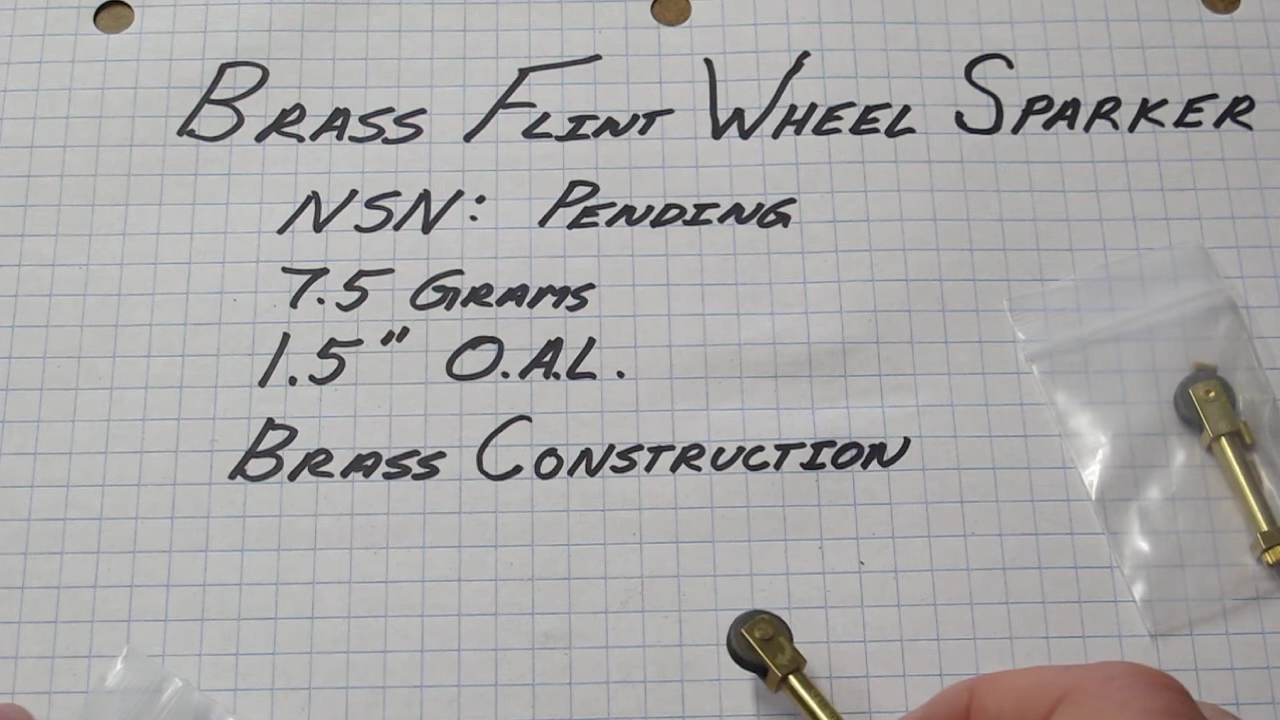 BRASS FLINT WHEEL SPARKER
NSN: PENDING
7.5 GRAMS
1.5" O.A.L.
BRASS CONSTRUCTION